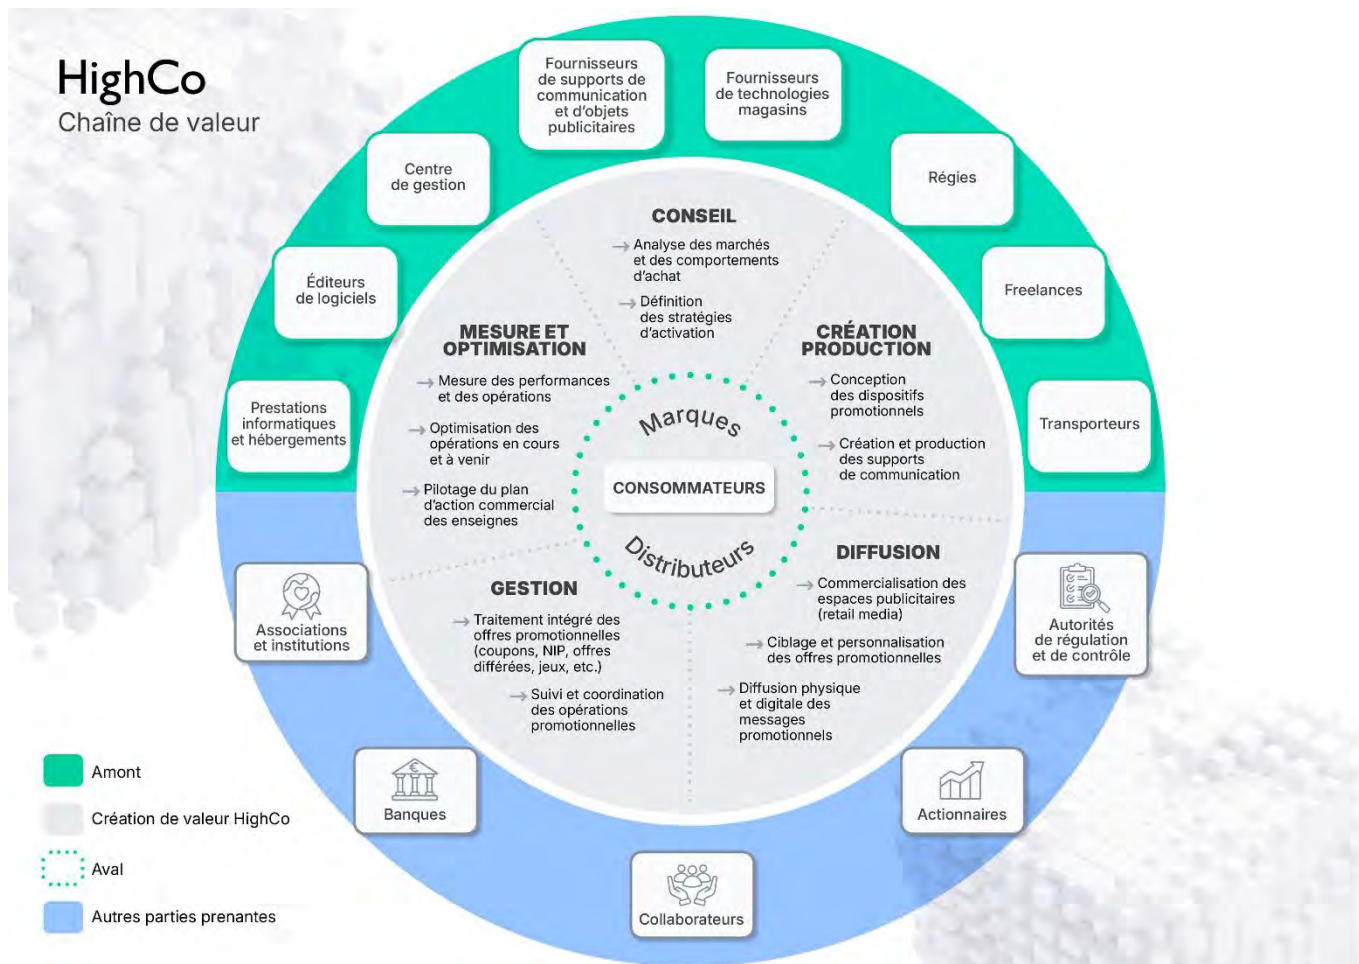 HighCo
Chaîne de valeur
Fournisseurs
de supports de
communication
et d'objets
publicitaires
Fournisseurs
de technologies
magasins
Centre
de gestion
Régies
Éditeurs
de logiciels
Freelances
Prestations
informatiques
et hébergements
Transporteurs
CONSEIL
→ Analyse des marchés
et des comportements
d'achat
→ Définition
des stratégies
d'activation
MESURE ET
OPTIMISATION
→ Mesure des performances
et des opérations
→ Optimisation des
opérations en cours
et à venir
→ Pilotage du plan
d'action commercial
des enseignes
CRÉATION
PRODUCTION
→ Conception
des dispositifs
promotionnels
→ Création et production
des supports
de communication
Marques
CONSOMMATEURS
Distributeurs
GESTION
→ Traitement intégré des
offres promotionnelles
(coupons, NIP, offres
différées, jeux, etc.)
→ Suivi et coordination
des opérations
promotionnelles
DIFFUSION
→ Commercialisation des
espaces publicitaires
(retail media)
→ Ciblage et personnalisation
des offres promotionnelles
→ Diffusion physique
et digitale des
messages
promotionnels
Associations
et institutions
Autorités
de régulation
et de contrôle
Banques
Actionnaires
Collaborateurs
Amont
Création de valeur HighCo
Aval
Autres parties prenantes